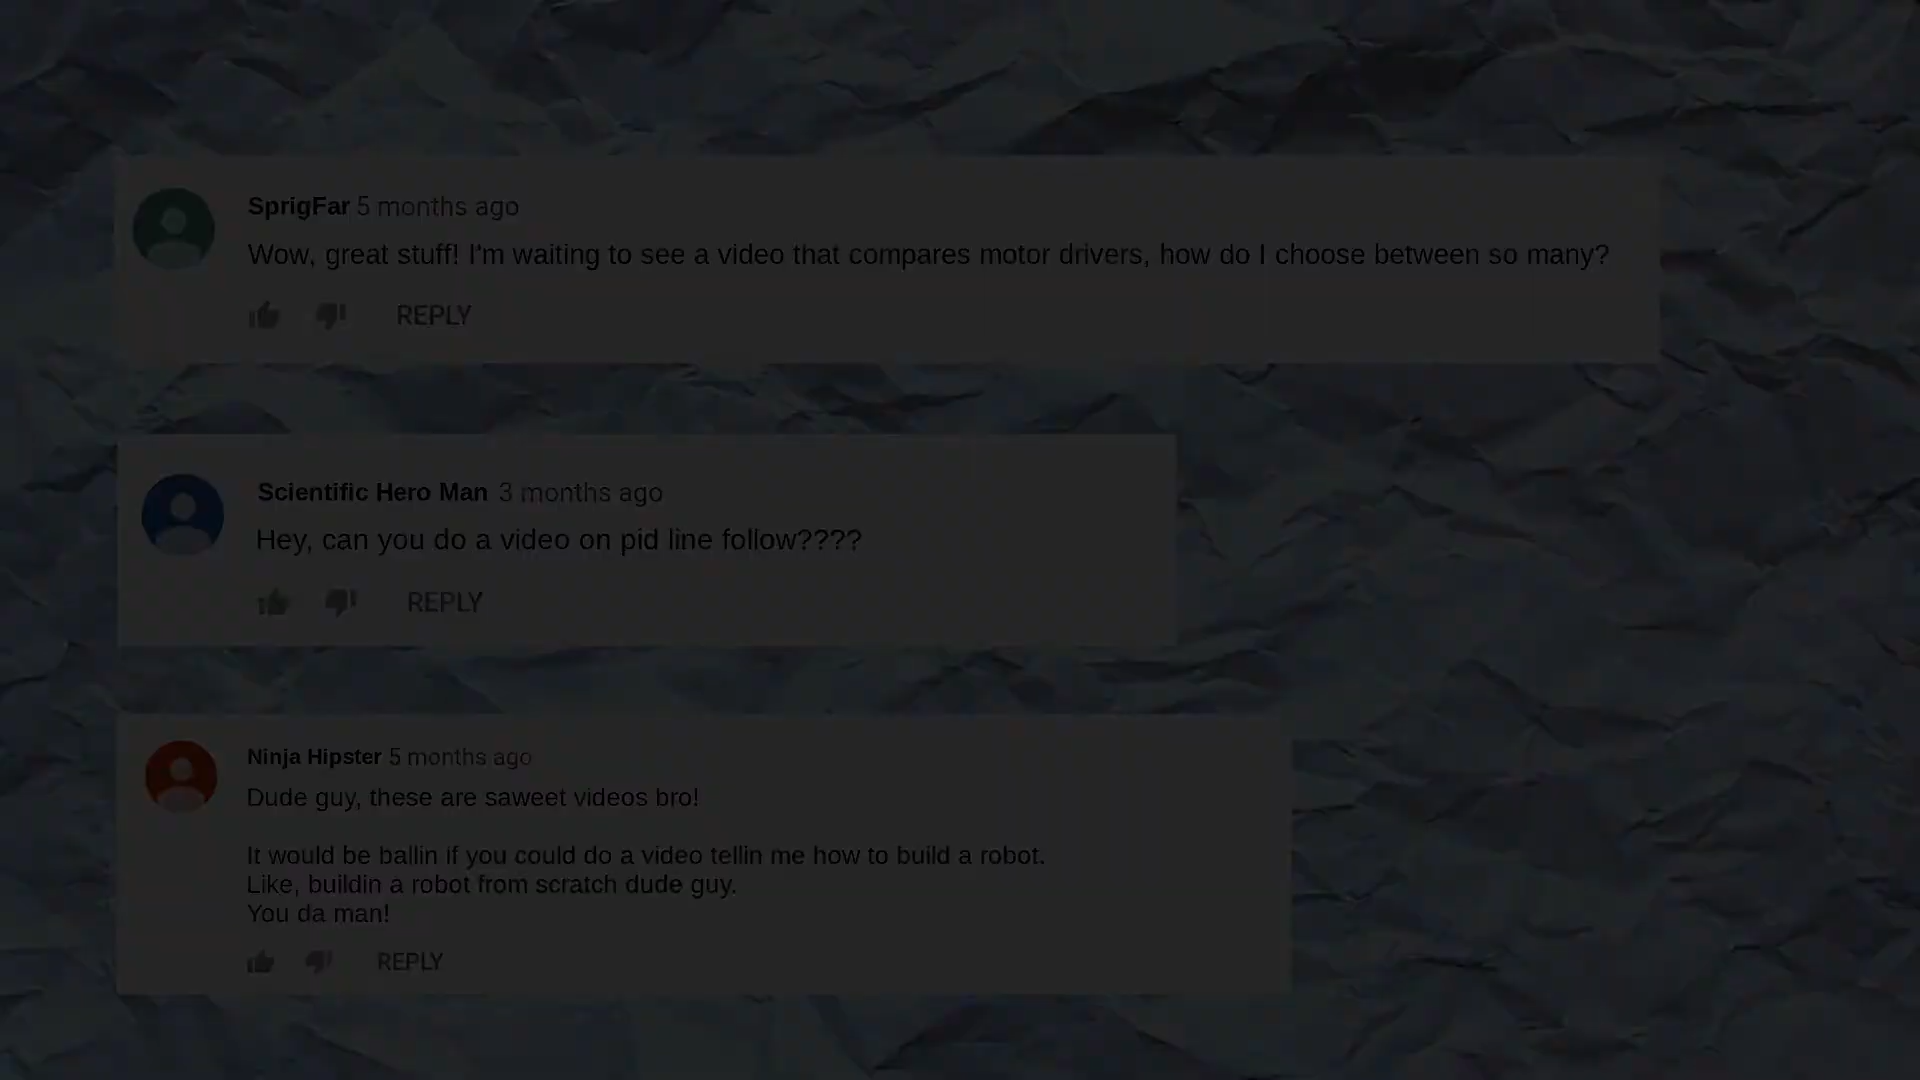 SprigFar 5 months ago
Wow, great stuff! I'm waiting to see a video that compares motor drivers, how do I choose between so many?
REPLY
Scientific Hero Man 3 months ago
Hey, can you do a video on pid line follow????
REPLY
Ninja Hipster 5 months ago
Dude guy, these are saweet videos bro!
It would be ballin if you could do a video tellin me how to build a robot.
Like, buildin a robot from scratch dude guy.
You da man!
REPLY